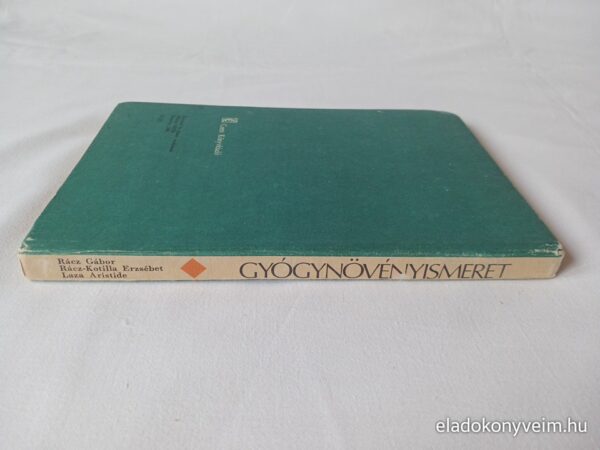 Ceres Könyvkiadó
Rácz Gábor
Rácz-Kotilla Erzsébet
Laza Aristide
GYÓGYNÖVÉNYISMERET
eladokonyveim.hu